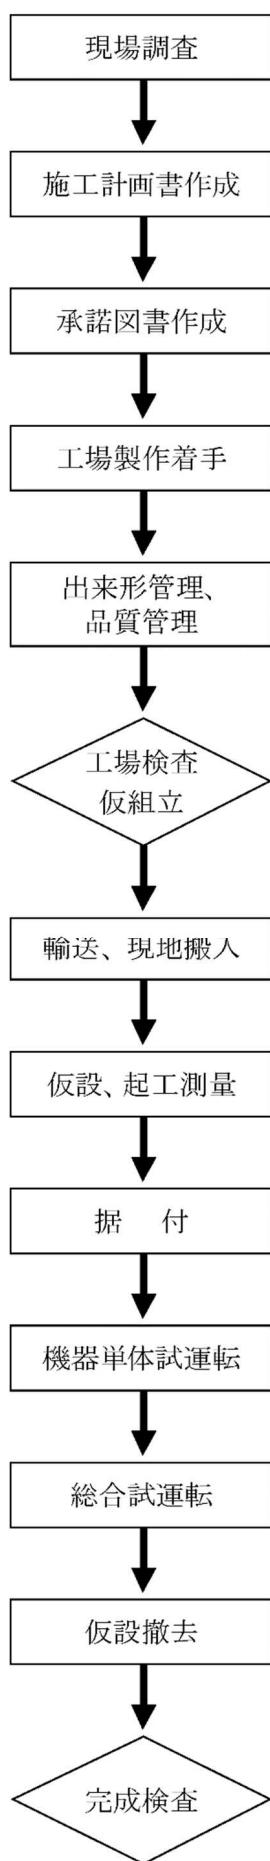 現場調査
施工計画書作成
承諾図書作成
工場製作着手
出来形管理、
品質管理
工場検査
仮組立
輸送、現地搬入
仮設、起工測量
据　付
機器単体試運転
総合試運転
仮設撤去
完成検査